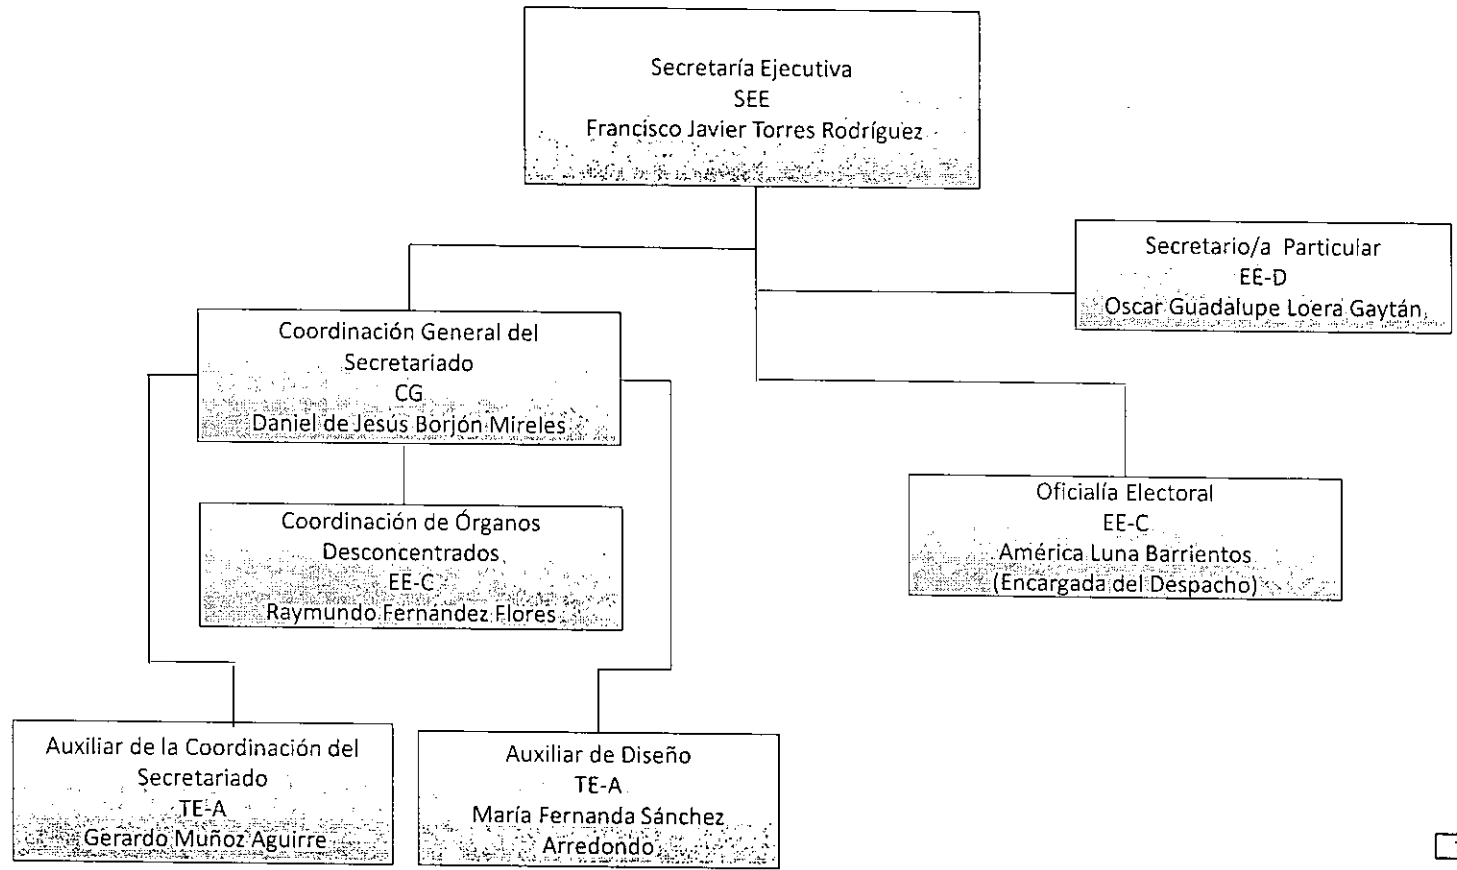 Secretaría Ejecutiva
SEE
Francisco Javier Torres Rodríguez
Secretario/a Particular
EE-D
Oscar Guadalupe Loera Gaytán
Coordinación General del
Secretariado
CG
Daniel de Jesús Borjón Mireles
Coordinación de Órganos
Desconcentrados
EE-C
Raymundo Fernández Flores
Oficialía Electoral
EE-C
América Luna Barrientos
(Encargada del Despacho)
Auxiliar de la Coordinación del
Secretariado
TE-A
Gerardo Muñoz Aguirre
Auxiliar de Diseño
TE-A
María Fernanda Sánchez
Arredondo